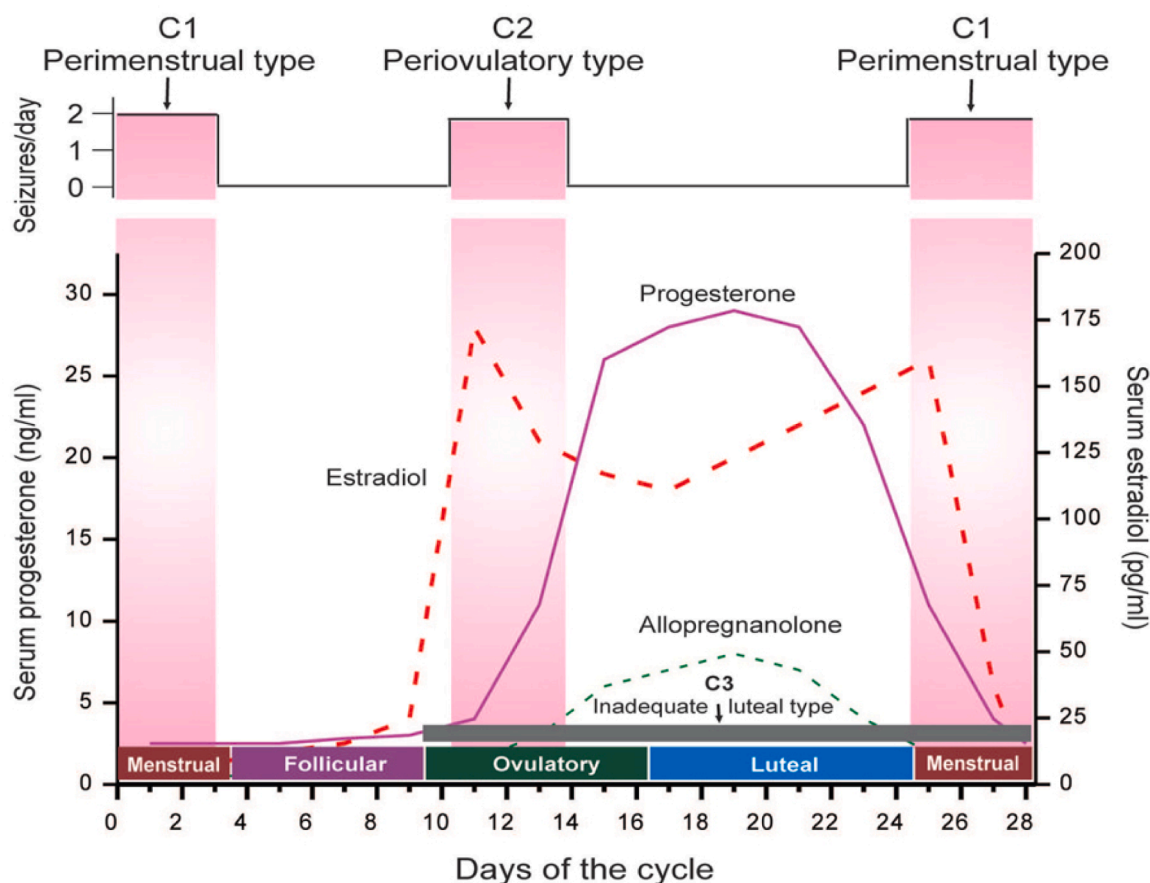 C1
Perimenstrual type
C2
Periovulatory type
C1
Perimenstrual type
Seizures/day
2
1
0
Serum progesterone (ng/ml)
30
25
20
15
10
5
0
Progesterone
Estradiol
Allopregnanolone
C3
Inadequate luteal type
Menstrual
Follicular
Ovulatory
Luteal
Menstrual
200
175
150
125
100
75
50
25
0
Serum estradiol (pg/ml)
0 2 4 6 8 10 12 14 16 18 20 22 24 26 28
Days of the cycle